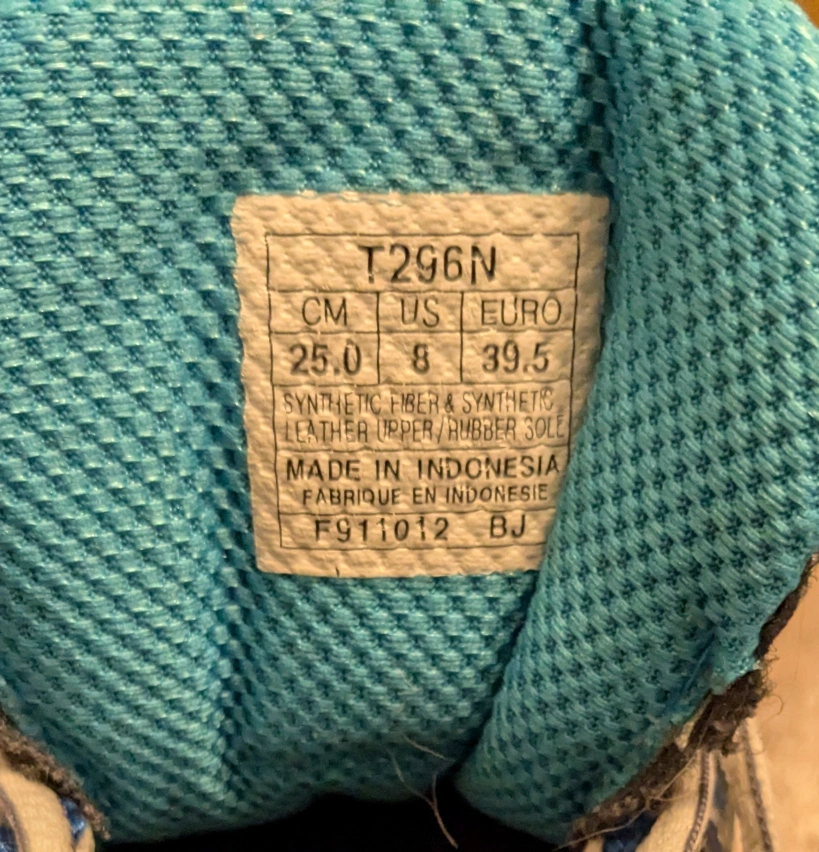 T296N
CM US EURO
25.0 8 39.5
SYNTHETIC FIBER & SYNTHETIC
LEATHER UPPER/RUBBER SOLE
MADE IN INDONESIA
FABRIQUE EN INDONESIE
F911012 BJ